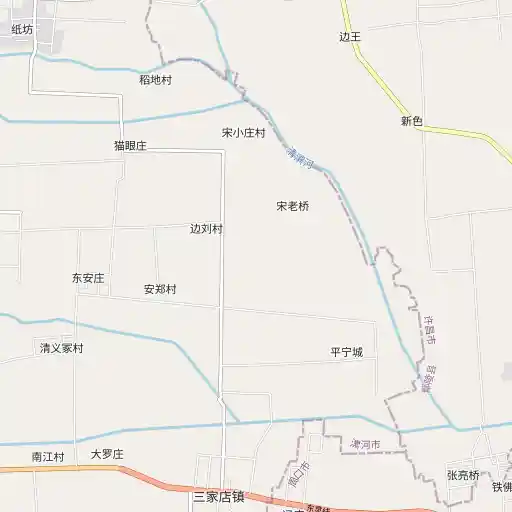 纸坊
边王
稻地村
新色
宋小庄村
猫眼庄
清潩河
宋老桥
边刘村
东安庄
安郑村
许昌市
清义冢村
平宁城
漯河市
周口市
大罗庄
南江村
张亮桥
铁佛
三家店镇